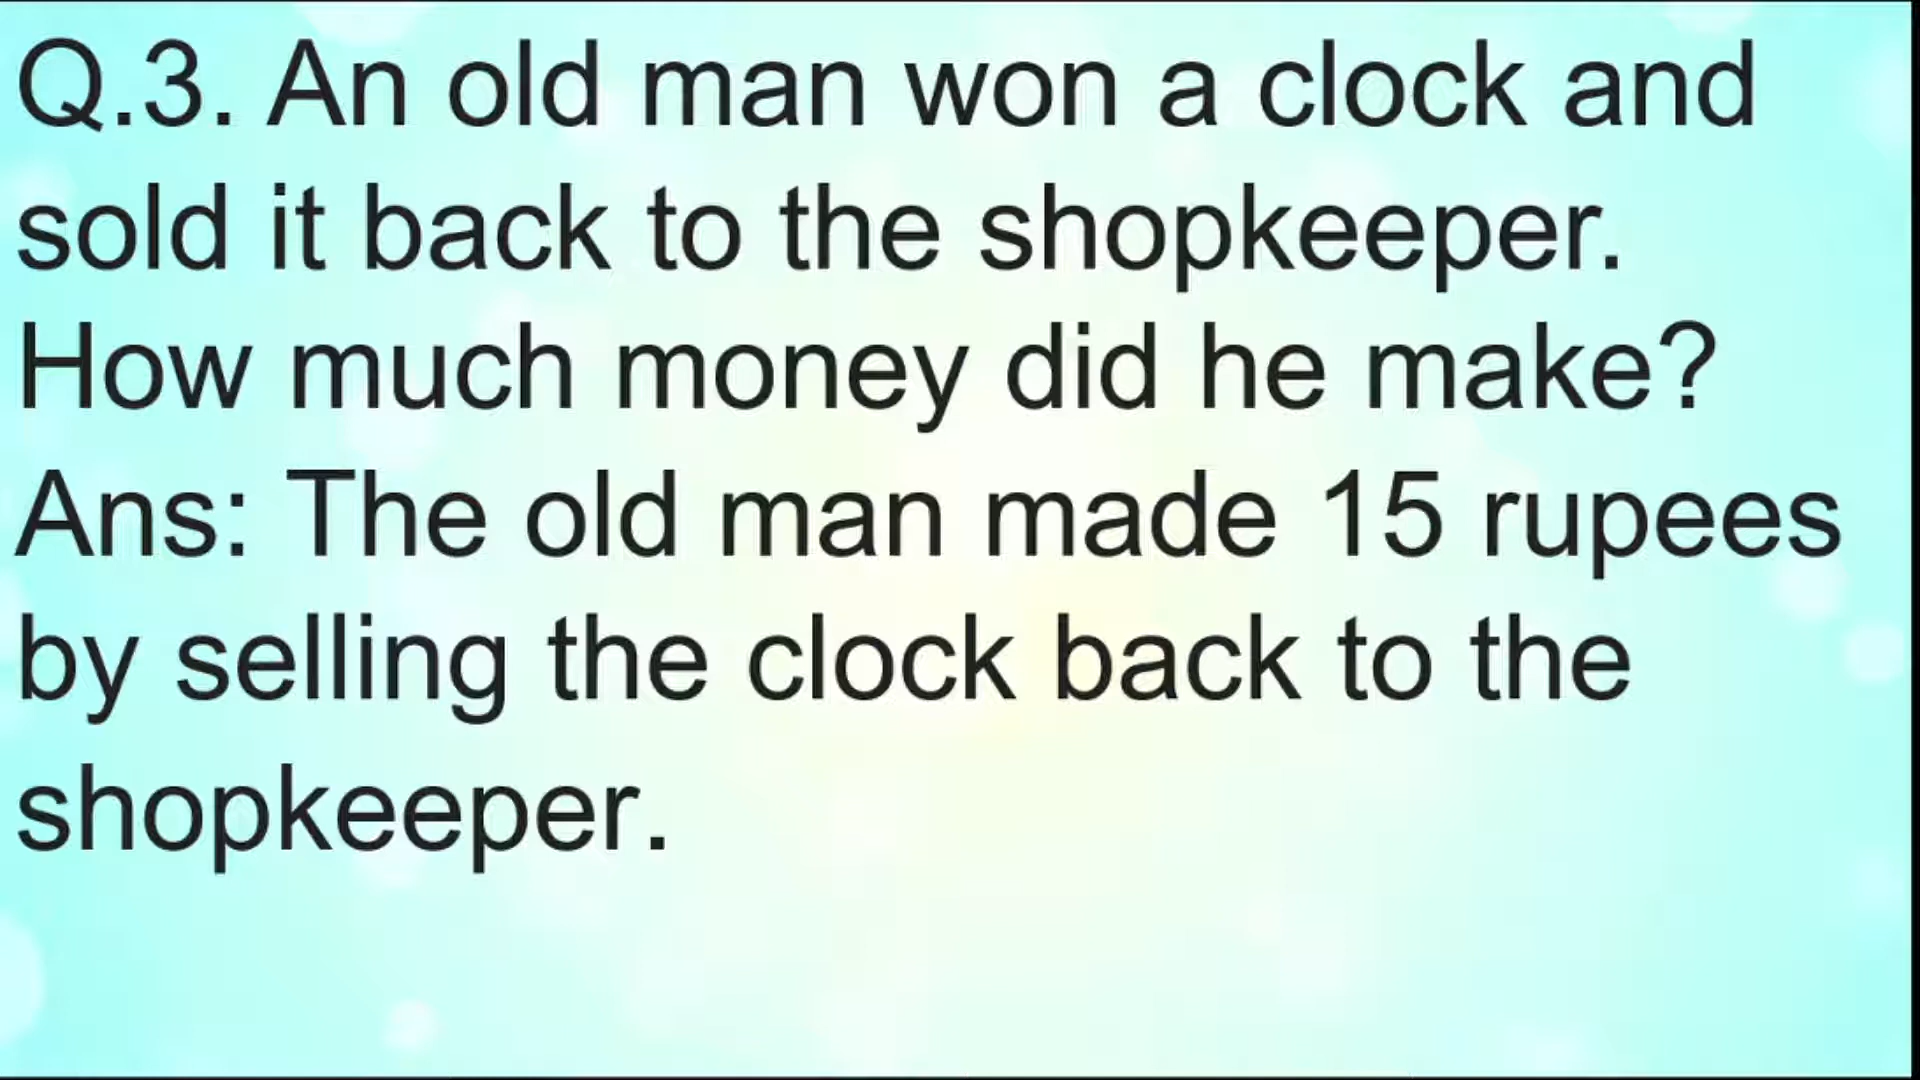 Q.3. An old man won a clock and
sold it back to the shopkeeper.
How much money did he make?
Ans: The old man made 15 rupees
by selling the clock back to the
shopkeeper.